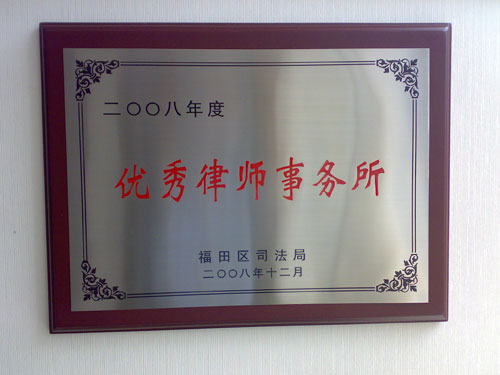 二〇〇八年度
优秀律师事务所
福田区司法局
二〇〇八年十二月